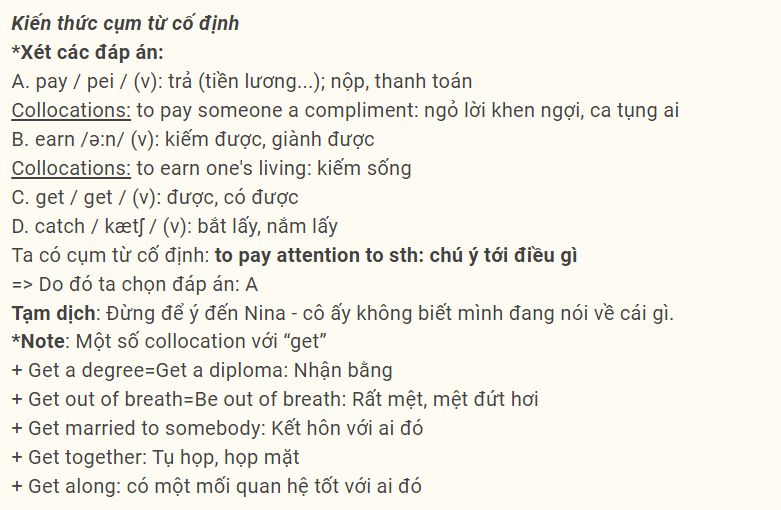 Kiến thức cụm từ cố định
*Xét các đáp án:
A. pay / pei / (v): trả (tiền lương...); nộp, thanh toán
Collocations: to pay someone a compliment: ngỏ lời khen ngợi, ca tụng ai
B. earn /ə:n/ (v): kiếm được, giành được
Collocations: to earn one's living: kiếm sống
C. get / get / (v): được, có được
D. catch / kætʃ / (v): bắt lấy, nắm lấy
Ta có cụm từ cố định: to pay attention to sth: chú ý tới điều gì
=> Do đó ta chọn đáp án: A
Tạm dịch: Đừng để ý đến Nina - cô ấy không biết mình đang nói về cái gì.
*Note: Một số collocation với “get”
+ Get a degree=Get a diploma: Nhận bằng
+ Get out of breath=Be out of breath: Rất mệt, mệt đứt hơi
+ Get married to somebody: Kết hôn với ai đó
+ Get together: Tụ họp, họp mặt
+ Get along: có một mối quan hệ tốt với ai đó